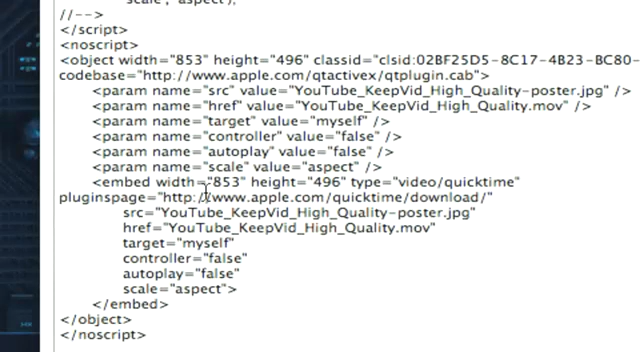 scale , aspect );
//-->
</script>
<noscript>
<object width="853" height="496" classid="clsid:02BF25D5-8C17-4B23-BC80-
codebase="http://www.apple.com/qtactivex/qtplugin.cab">
<param name="src" value="YouTube_KeepVid_High_Quality-poster.jpg" />
<param name="href" value="YouTube_KeepVid_High_Quality.mov" />
<param name="target" value="myself" />
<param name="controller" value="false" />
<param name="autoplay" value="false" />
<param name="scale" value="aspect" />
<embed width="853" height="496" type="video/quicktime"
pluginspage="http://www.apple.com/quicktime/download/"
src="YouTube_KeepVid_High_Quality-poster.jpg"
href="YouTube_KeepVid_High_Quality.mov"
target="myself"
controller="false"
autoplay="false"
scale="aspect">
</embed>
</object>
</noscript>